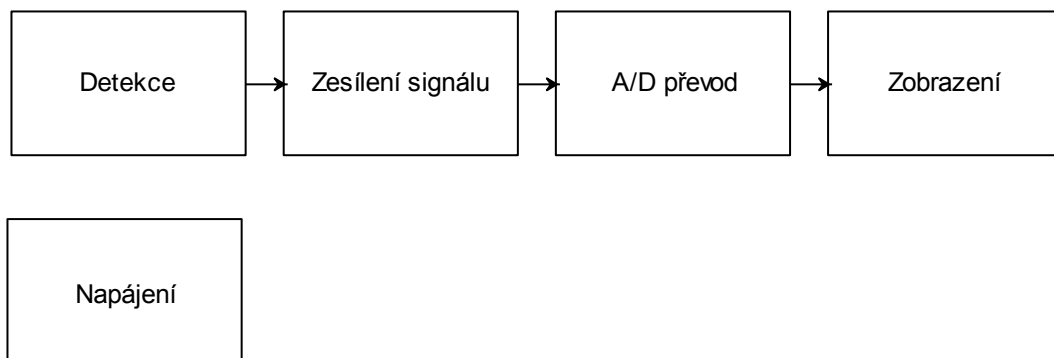 Detekce
Zesílení signálu
A/D převod
Zobrazení
Napájení